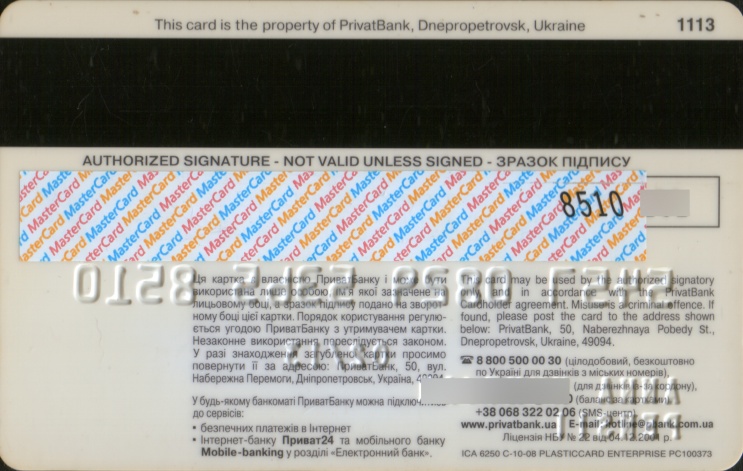 This card is the property of PrivatBank, Dnepropetrovsk, Ukraine 1113
AUTHORIZED SIGNATURE - NOT VALID UNLESS SIGNED - ЗРАЗОК ПІДПИСУ
8510
Ця картка є власністю ПриватБанку і може бути
використана лише особою, ім'я якої зазначене на
лицьовому боці, а зразок підпису подано на зворот-
ному боці цієї картки. Порядок користування регулю-
ється угодою ПриватБанку з утримувачем картки.
Незаконне використання переслідується законом.
У разі знаходження загубленої картки просимо
повернути її за адресою: ПриватБанк, 50, вул.
Набережна Перемоги, Дніпропетровськ, Україна, 49094
У будь-якому банкоматі ПриватБанку можна
до сервісів:
• безпечних платежів в Інтернет
• Інтернет-банку Приват24 та мобільного банку
Mobile-banking у розділі «Електронний банк».
This card may be used by the authorizer signatory
only and in accordance with the PrivatBank
Cardholder agreement. Misuse is a criminal offence. If
found, please post the card to the address shown
below: PrivatBank, 50, Naberezhnaya Pobedy St.,
Dnepropetrovsk, Ukraine, 49094.
☎ 8 800 500 00 30 (цілодобово, безкоштовно
по Україні для дзвінків з міських номерів),
(для дзвінків із-за кордону),
(баланс за картами)
+38 068 322 02 06 (SMS-центр)
www.privatbank.ua E-mail: hotline@pbank.com.ua
Ліцензія НБУ № 22 від 04.12.2001 р.
ICA 6250 C-10-08 PLASTICCARD ENTERPRISE PC100373